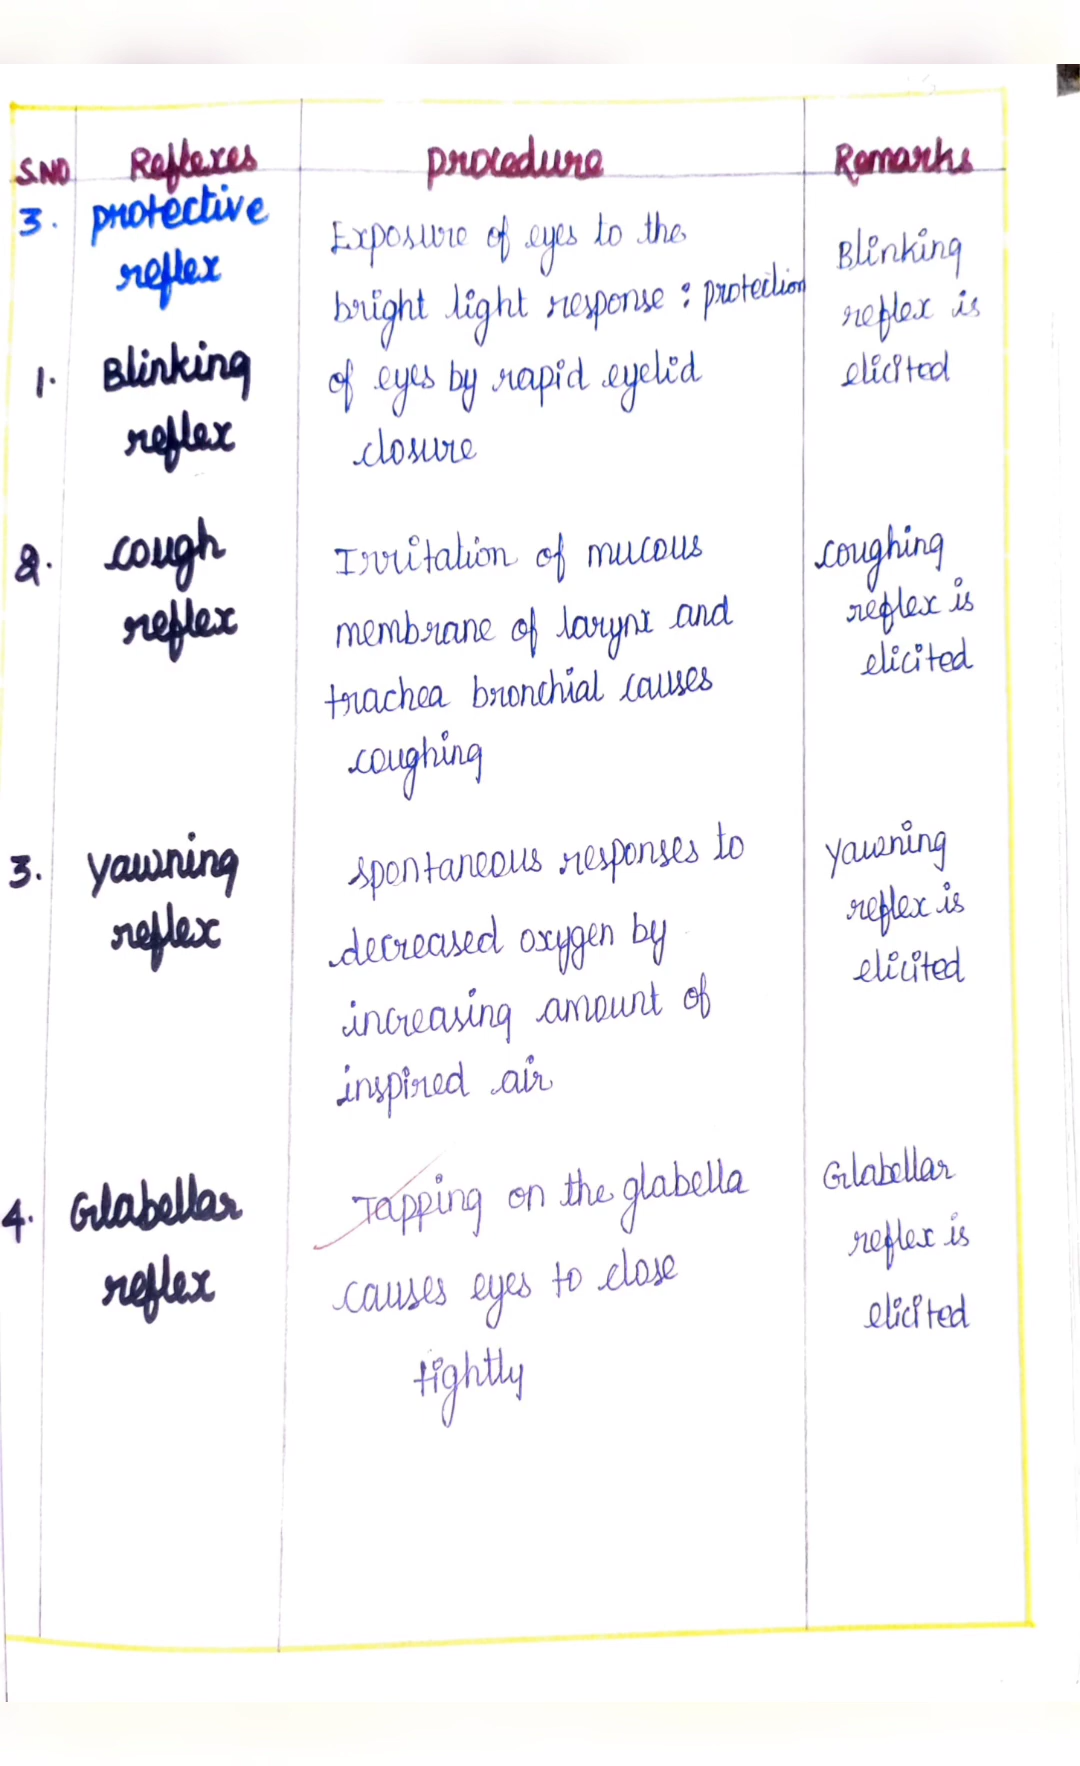 S.NO Reflexes procedure Remarks
3. protective
reflex
1. Blinking
reflex
Exposure of eyes to the
bright light response : protection
of eyes by rapid eyelid
closure
Blinking
reflex is
elicited
2. cough
reflex
Irritation of mucous
membrane of larynx and
trachea bronchial causes
coughing
coughing
reflex is
elicited
3. yawning
reflex
spontaneous responses to
decreased oxygen by
increasing amount of
inspired air
yawning
reflex is
elicited
4. Glabellar
reflex
Tapping on the glabella
causes eyes to close
tightly
Glabellar
reflex is
elicited